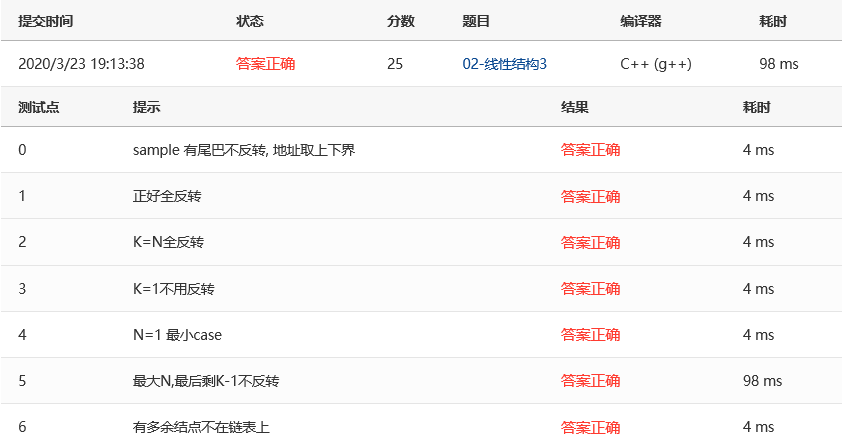 提交时间 状态 分数 题目 编译器 耗时
2020/3/23 19:13:38 答案正确 25 02-线性结构3 C++ (g++) 98 ms
测试点 提示 结果 耗时
0 sample 有尾巴不反转, 地址取上下界 答案正确 4 ms
1 正好全反转 答案正确 4 ms
2 K=N全反转 答案正确 4 ms
3 K=1不用反转 答案正确 4 ms
4 N=1 最小case 答案正确 4 ms
5 最大N,最后剩K-1不反转 答案正确 98 ms
6 有多余结点不在链表上 答案正确 4 ms